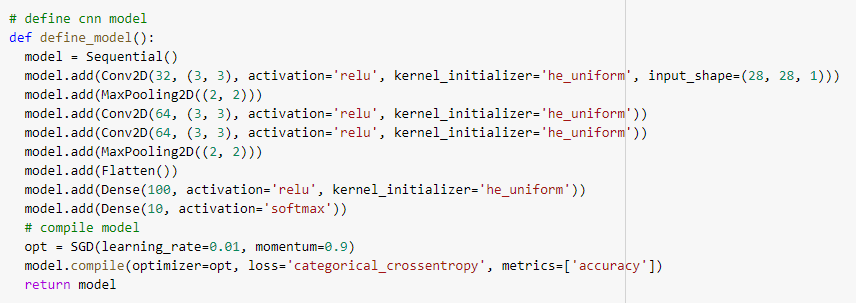 # define cnn model
def define_model():
  model = Sequential()
  model.add(Conv2D(32, (3, 3), activation='relu', kernel_initializer='he_uniform', input_shape=(28, 28, 1)))
  model.add(MaxPooling2D((2, 2)))
  model.add(Conv2D(64, (3, 3), activation='relu', kernel_initializer='he_uniform'))
  model.add(Conv2D(64, (3, 3), activation='relu', kernel_initializer='he_uniform'))
  model.add(MaxPooling2D((2, 2)))
  model.add(Flatten())
  model.add(Dense(100, activation='relu', kernel_initializer='he_uniform'))
  model.add(Dense(10, activation='softmax'))
  # compile model
  opt = SGD(learning_rate=0.01, momentum=0.9)
  model.compile(optimizer=opt, loss='categorical_crossentropy', metrics=['accuracy'])
  return model